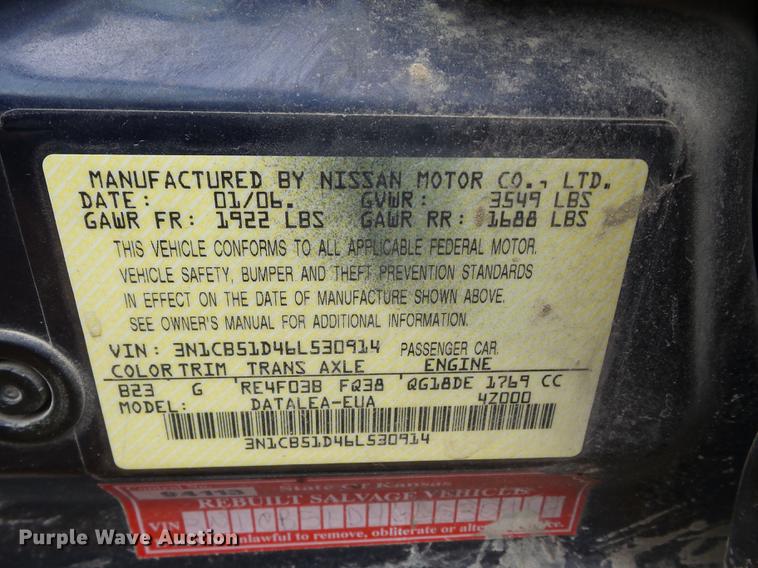 MANUFACTURED BY NISSAN MOTOR CO., LTD.
DATE: 01/06. GVWR: 3549 LBS
GAWR FR: 1922 LBS GAWR RR: 1688 LBS
THIS VEHICLE CONFORMS TO ALL APPLICABLE FEDERAL MOTOR.
VEHICLE SAFETY, BUMPER AND THEFT PREVENTION STANDARDS
IN EFFECT ON THE DATE OF MANUFACTURE SHOWN ABOVE.
SEE OWNER'S MANUAL FOR ADDITIONAL INFORMATION.
VIN: 3N1CB51D46L530914 PASSENGER CAR.
COLOR TRIM TRANS AXLE ENGINE
B23 G RE4F03B FQ38 QG18DE 1769 CC
MODEL: DATALEA-EUA 4Z000
3N1CB51D46L530914
94413 State of Kansas
REBUILT SALVAGE VEHICLE
VIN
unlawful to remove, obliterate or alter
Purple Wave Auction